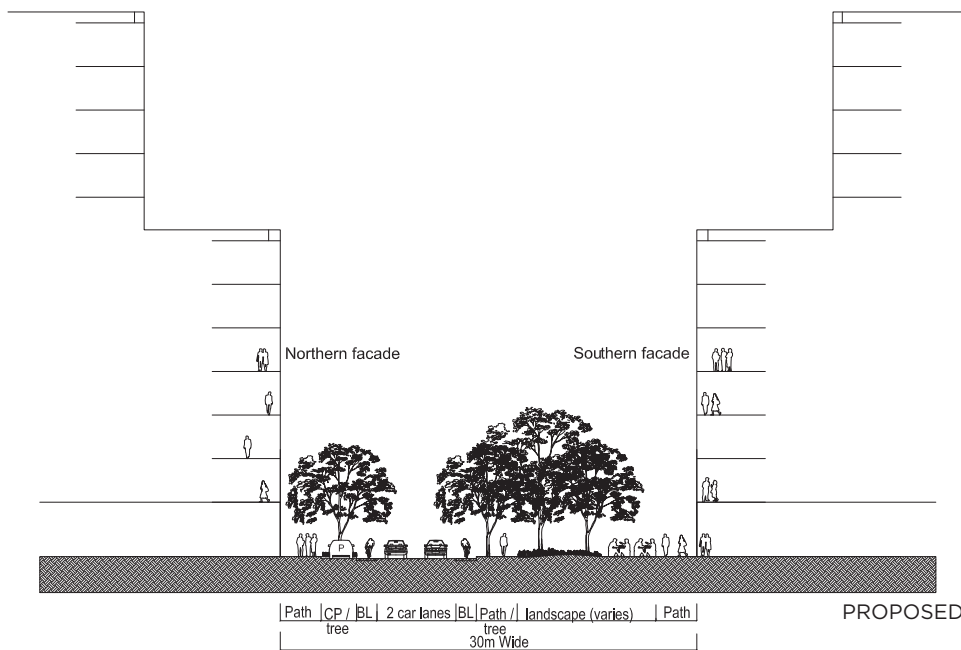 Northern facade
Southern facade
P
Path
CP /
tree
BL
2 car lanes
BL
Path /
tree
landscape (varies)
Path
PROPOSED
30m Wide